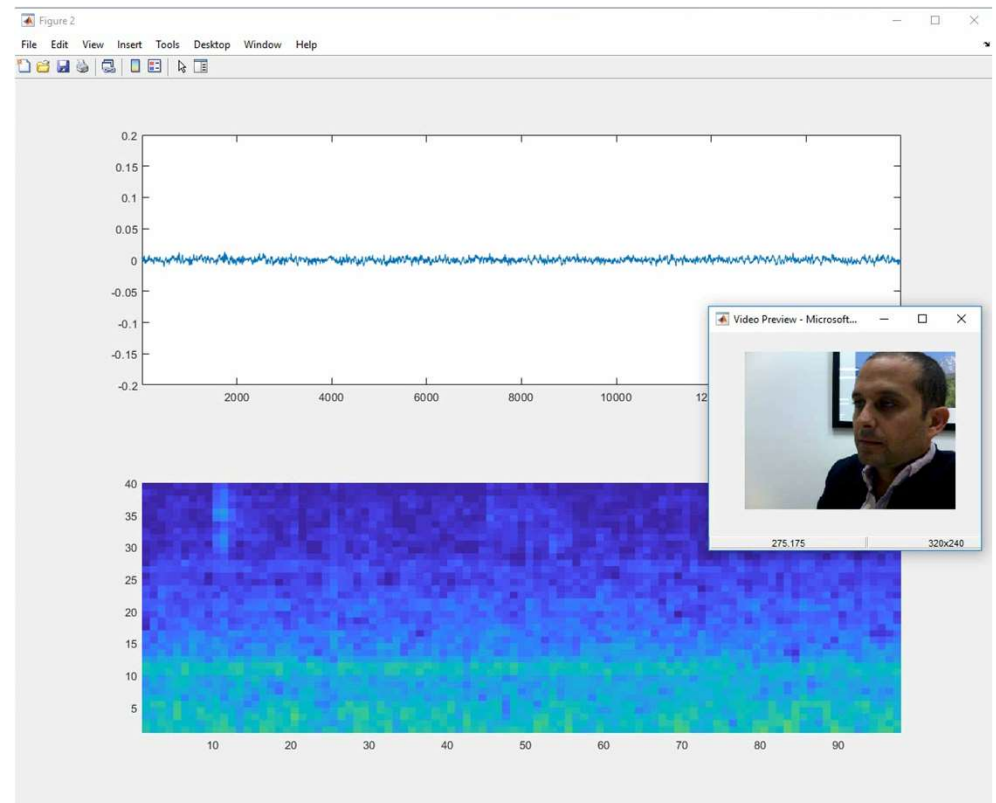 Figure 2
File Edit View Insert Tools Desktop Window Help
0.2
0.15
0.1
0.05
0
-0.05
-0.1
-0.15
-0.2
2000 4000 6000 8000 10000 12
Video Preview - Microsoft...
275.175 320x240
40
35
30
25
20
15
10
5
10 20 30 40 50 60 70 80 90